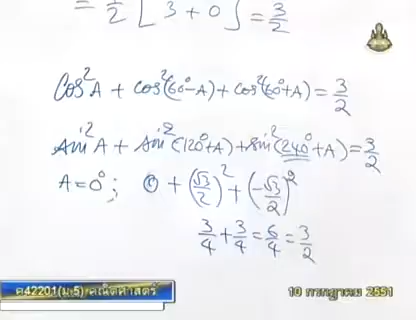 = 1/2 [3 + 0] = 3/2
Cos²A + cos²(60°-A) + cos²(60°+A) = 3/2
sin²A + sin²(120°+A) + sin²(240°+A) = 3/2
A = 0° ; 0 + (√3/2)² + (-√3/2)²
3/4 + 3/4 = 6/4 = 3/2
ค42201(ม.5)คณิตศาสตร์ 10 กรกฎาคม 2551